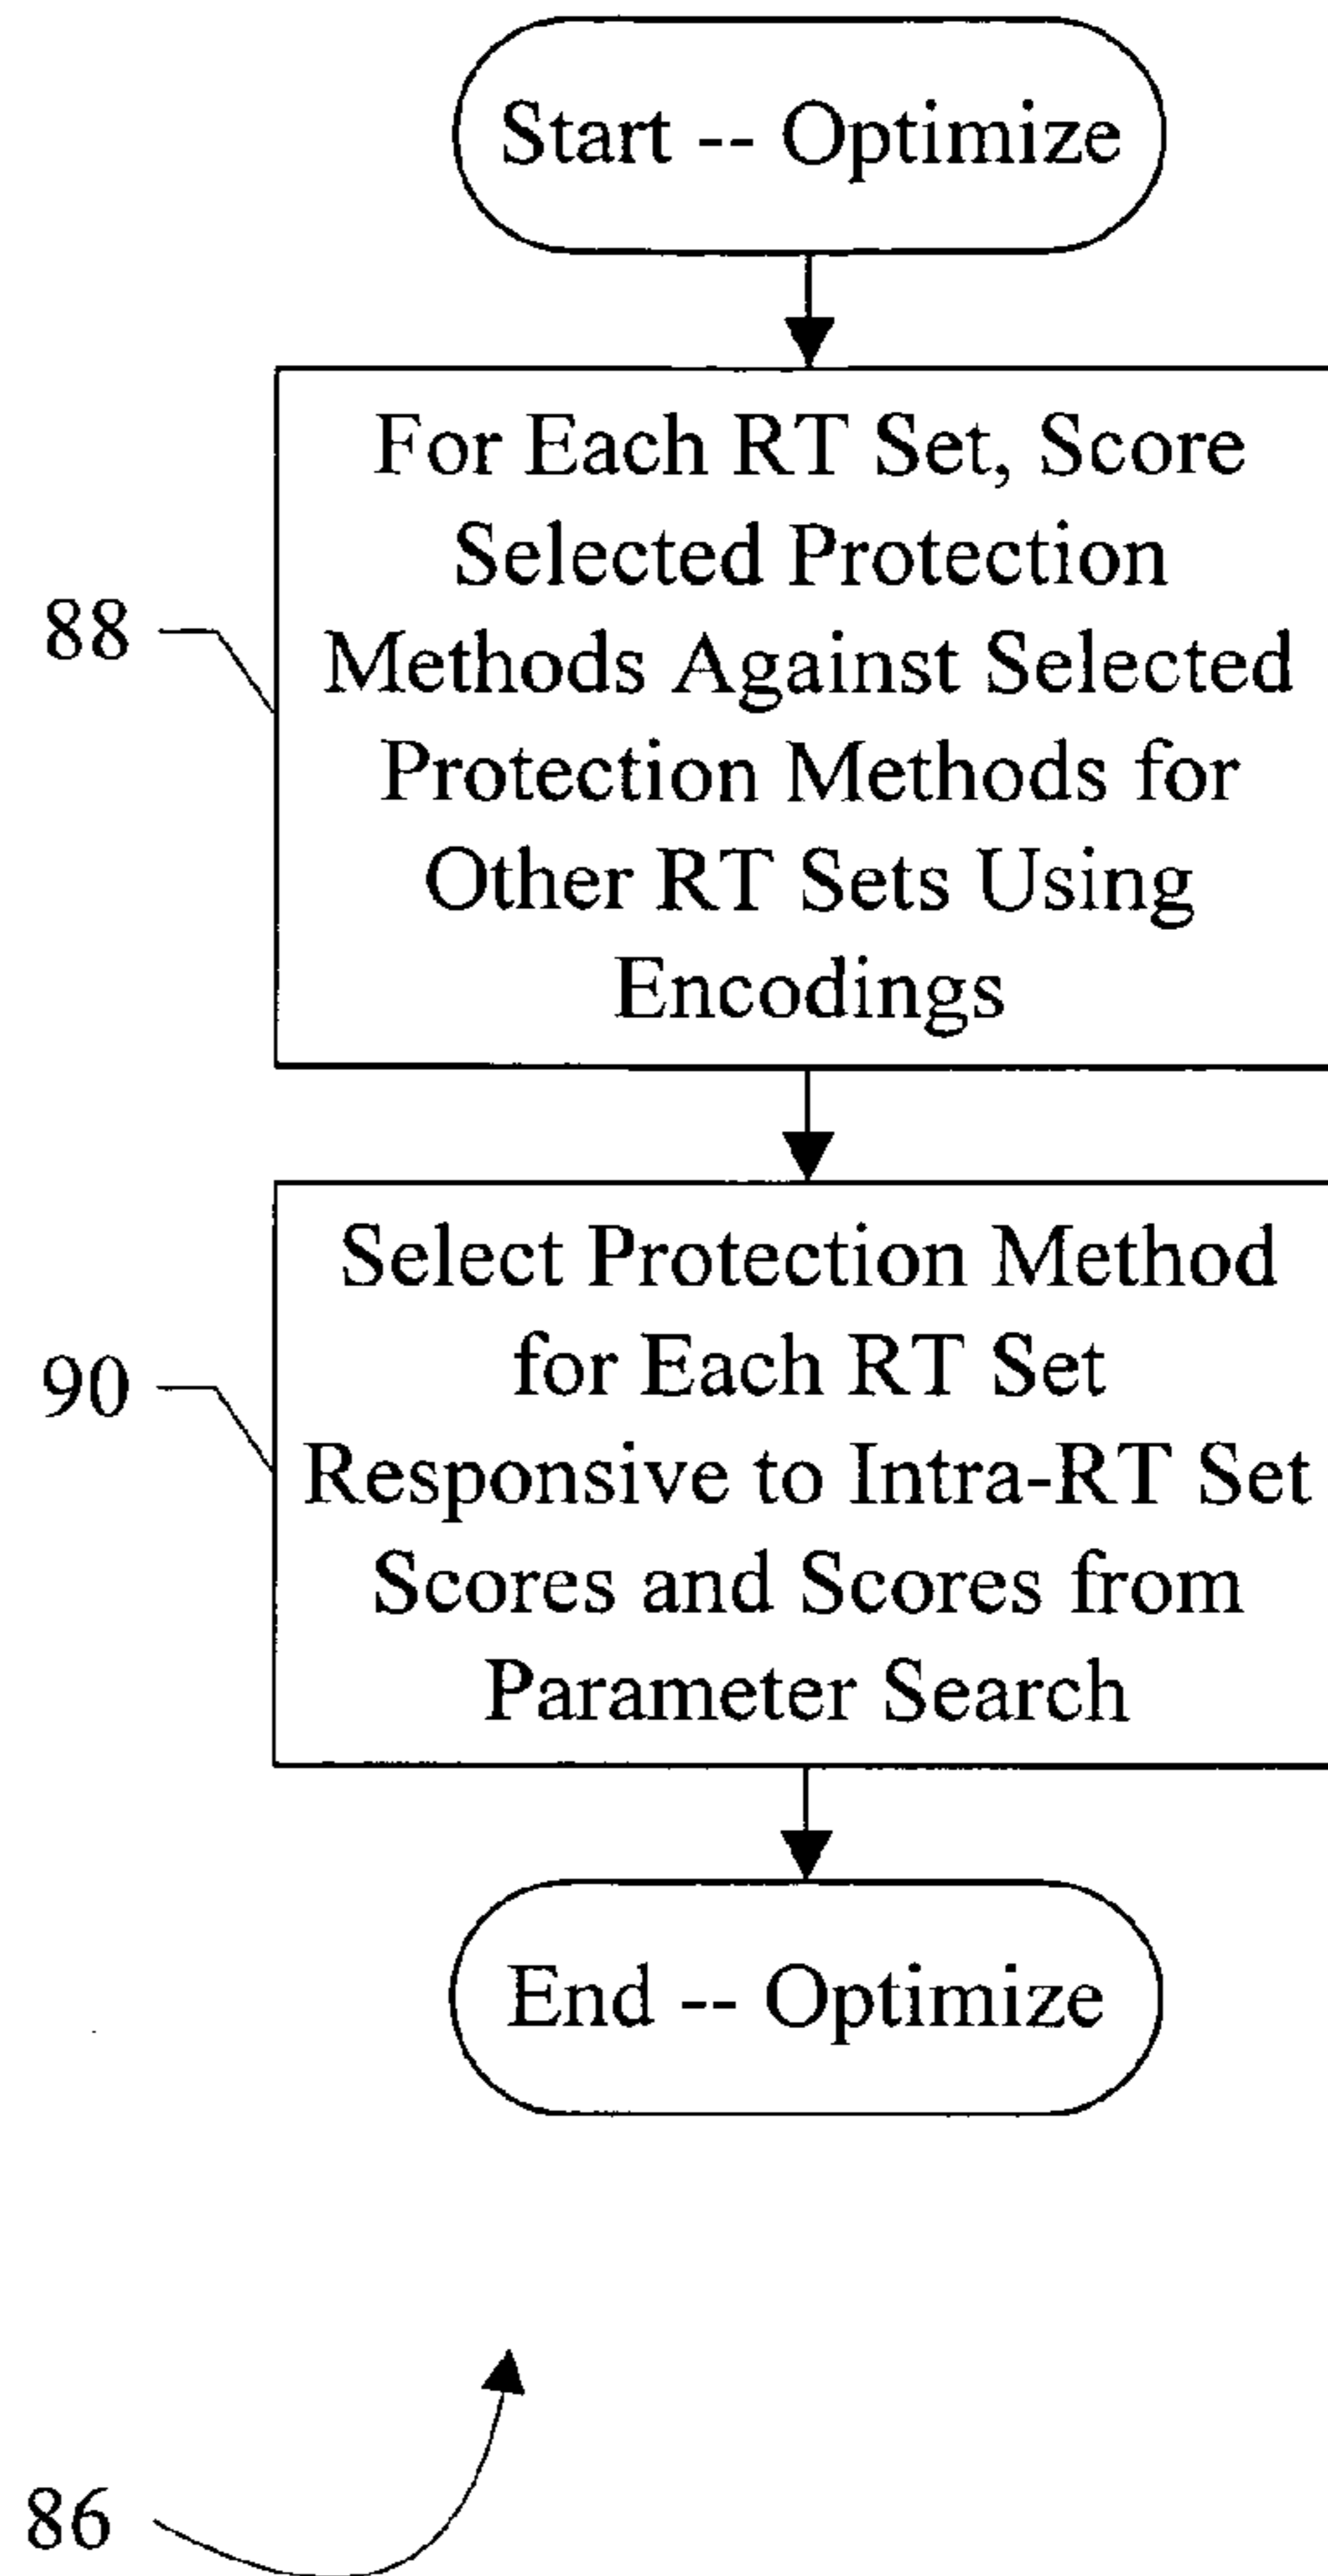 Start -- Optimize
For Each RT Set, Score
Selected Protection
Methods Against Selected
Protection Methods for
Other RT Sets Using
Encodings
88
Select Protection Method
for Each RT Set
Responsive to Intra-RT Set
Scores and Scores from
Parameter Search
90
End -- Optimize
86